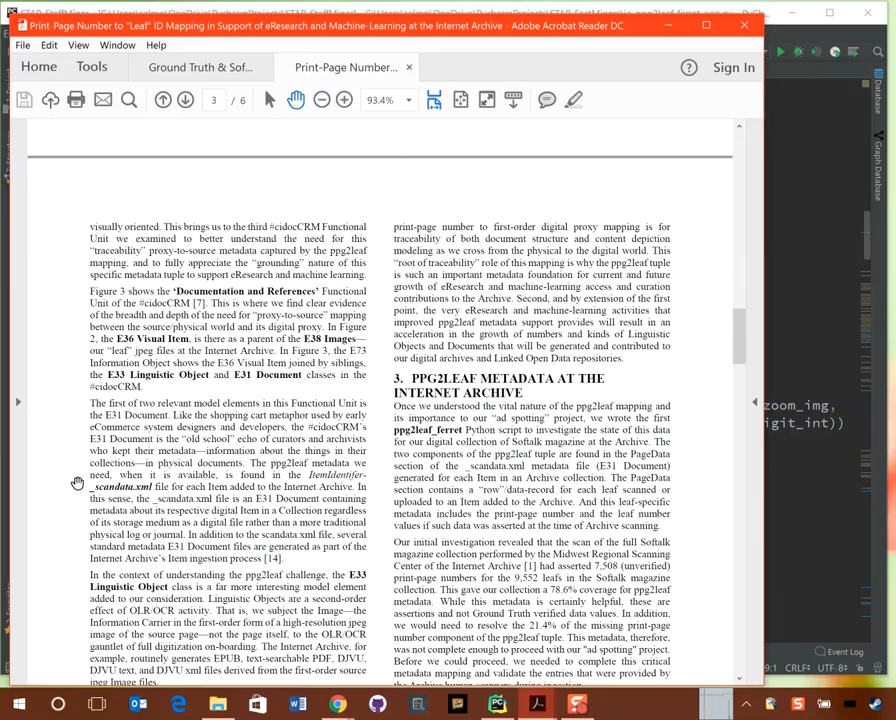 Print-Page Number to "Leaf" ID Mapping in Support of eResearch and Machine-Learning at the Internet Archive - Adobe Acrobat Reader DC
File Edit View Window Help
Home Tools Ground Truth & Sof... Print-Page Number... × Sign In
3 / 6 93.4%
visually oriented. This brings us to the third #cidocCRM Functional
Unit we examined to better understand the need for this
“traceability” proxy-to-source metadata captured by the ppg2leaf
mapping, and to fully appreciate the “grounding” nature of this
specific metadata tuple to support eResearch and machine learning.
Figure 3 shows the ‘Documentation and References’ Functional
Unit of the #cidocCRM [7]. This is where we find clear evidence
of the breadth and depth of the need for “proxy-to-source” mapping
between the source/physical world and its digital proxy. In Figure
2, the E36 Visual Item, is there as a parent of the E38 Images—
our “leaf” jpeg files at the Internet Archive. In Figure 3, the E73
Information Object shows the E36 Visual Item joined by siblings,
the E33 Linguistic Object and E31 Document classes in the
#cidocCRM.
The first of two relevant model elements in this Functional Unit is
the E31 Document. Like the shopping cart metaphor used by early
eCommerce system designers and developers, the #cidocCRM’s
E31 Document is the “old school” echo of curators and archivists
who kept their metadata—information about the things in their
collections—in physical documents. The ppg2leaf metadata we
need, when it is available, is found in the ItemIdentifer-
_scandata.xml file for each Item added to the Internet Archive. In
this sense, the _scandata.xml file is an E31 Document containing
metadata about its respective digital Item in a Collection regardless
of its storage medium as a digital file rather than a more traditional
physical log or journal. In addition to the scandata.xml file, several
standard metadata E31 Document files are generated as part of the
Internet Archive’s Item ingestion process [14].
In the context of understanding the ppg2leaf challenge, the E33
Linguistic Object class is a far more interesting model element
added to our consideration. Linguistic Objects are a second-order
effect of OLR/OCR activity. That is, we subject the Image—the
Information Carrier in the first-order form of a high-resolution jpeg
image of the source page—not the page itself, to the OLR/OCR
gauntlet of full digitization on-boarding. The Internet Archive, for
example, routinely generates EPUB, text-searchable PDF, DJVU,
DJVU text, and DJVU xml files derived from the first-order source
jpeg Image files.
print-page number to first-order digital proxy mapping is for
traceability of both document structure and content depiction
modeling as we cross from the physical to the digital world. This
“root of traceability” role of this mapping is why the ppg2leaf tuple
is such an important metadata foundation for current and future
growth of eResearch and machine-learning access and curation
contributions to the Archive. Second, and by extension of the first
point, the very eResearch and machine-learning activities that
improved ppg2leaf metadata support provides will result in an
acceleration in the growth of numbers and kinds of Linguistic
Objects and Documents that will be generated and contributed to
our digital archives and Linked Open Data repositories.
3. PPG2LEAF METADATA AT THE
INTERNET ARCHIVE
Once we understood the vital nature of the ppg2leaf mapping and
its importance to our “ad spotting” project, we wrote the first
ppg2leaf_ferret Python script to investigate the state of this data
for our digital collection of Softalk magazine at the Archive. The
two components of the ppg2leaf tuple are found in the PageData
section of the _scandata.xml metadata file (E31 Document)
generated for each Item in an Archive collection. The PageData
section contains a “row”/data-record for each leaf scanned or
uploaded to an Item added to the Archive. And this leaf-specific
metadata includes the print-page number and the leaf number
values if such data was asserted at the time of Archive scanning.
Our initial investigation revealed that the scan of the full Softalk
magazine collection performed by the Midwest Regional Scanning
Center of the Internet Archive [1] had asserted 7,508 (unverified)
print-page numbers for the 9,552 leafs in the Softalk magazine
collection. This gave our collection a 78.6% coverage for ppg2leaf
metadata. While this metadata is certainly helpful, these are
assertions and not Ground Truth verified data values. In addition,
we would need to resolve the 21.4% of the missing print-page
number component of the ppg2leaf tuple. This metadata, therefore,
was not complete enough to proceed with our "ad spotting" project.
Before we could proceed, we needed to complete this critical
metadata mapping and validate the entries that were provided by
zoom_img,
igit_int))
Database
Graph Database
Event Log
9:1 CRLF÷ UTF-8÷